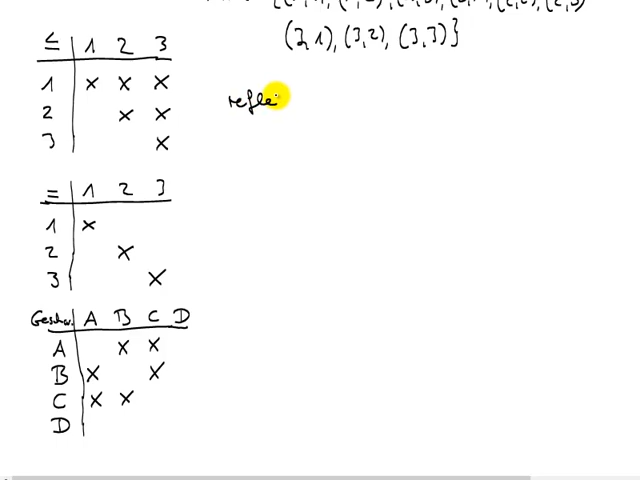 (3,1), (3,2), (3,3)}
≤ 1 2 3
1 x x x
2 x x
3 x
refle
= 1 2 3
1 x
2 x
3 x
Geschw. A B C D
A x x
B x x
C x x
D